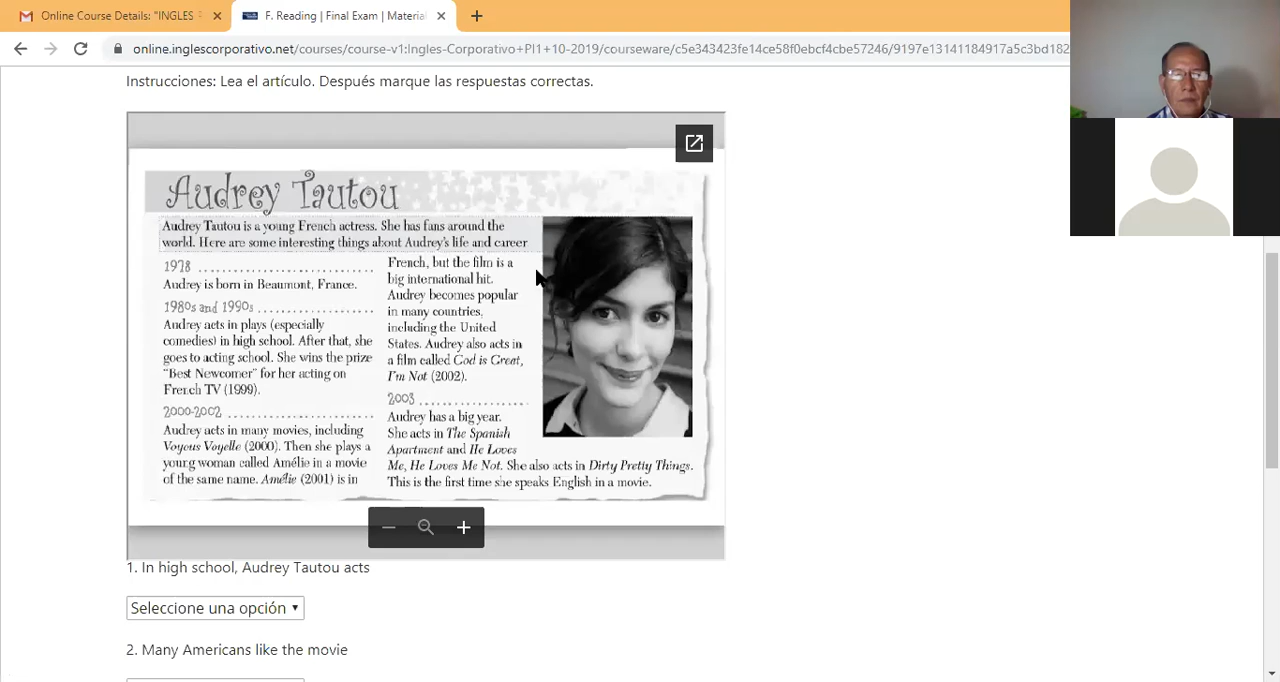 Online Course Details: "INGLES
F. Reading | Final Exam | Material
online.inglescorporativo.net/courses/course-v1:Ingles-Corporativo+PI1+10-2019/courseware/c5e343423fe14ce58f0ebcf4cbe57246/9197e13141184917a5c3bd182
Instrucciones: Lea el artículo. Después marque las respuestas correctas.
Audrey Tautou
Audrey Tautou is a young French actress. She has fans around the
world. Here are some interesting things about Audrey's life and career
1978
Audrey is born in Beaumont, France.
1980s and 1990s
Audrey acts in plays (especially
comedies) in high school. After that, she
goes to acting school. She wins the prize
"Best Newcomer" for her acting on
French TV (1999).
2000-2002
Audrey acts in many movies, including
Voyous Voyelle (2000). Then she plays a
young woman called Amélie in a movie
of the same name. Amélie (2001) is in
French, but the film is a
big international hit.
Audrey becomes popular
in many countries,
including the United
States. Audrey also acts in
a film called God is Great,
I'm Not (2002).
2003
Audrey has a big year.
She acts in The Spanish
Apartment and He Loves
Me, He Loves Me Not. She also acts in Dirty Pretty Things.
This is the first time she speaks English in a movie.
1. In high school, Audrey Tautou acts
Seleccione una opción
2. Many Americans like the movie